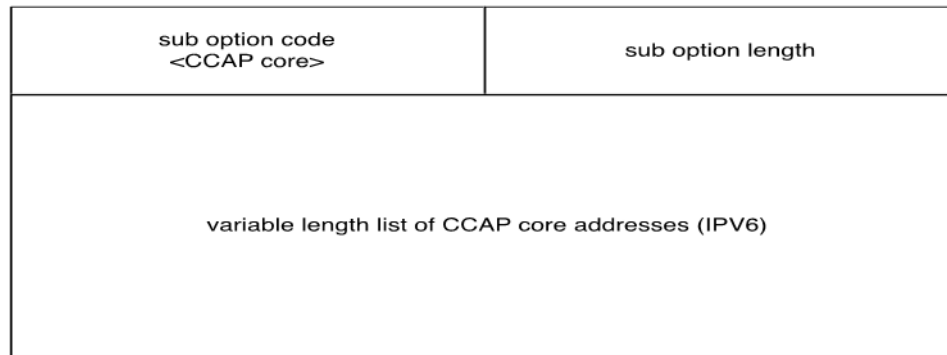 sub option code
<CCAP core>
sub option length
variable length list of CCAP core addresses (IPV6)